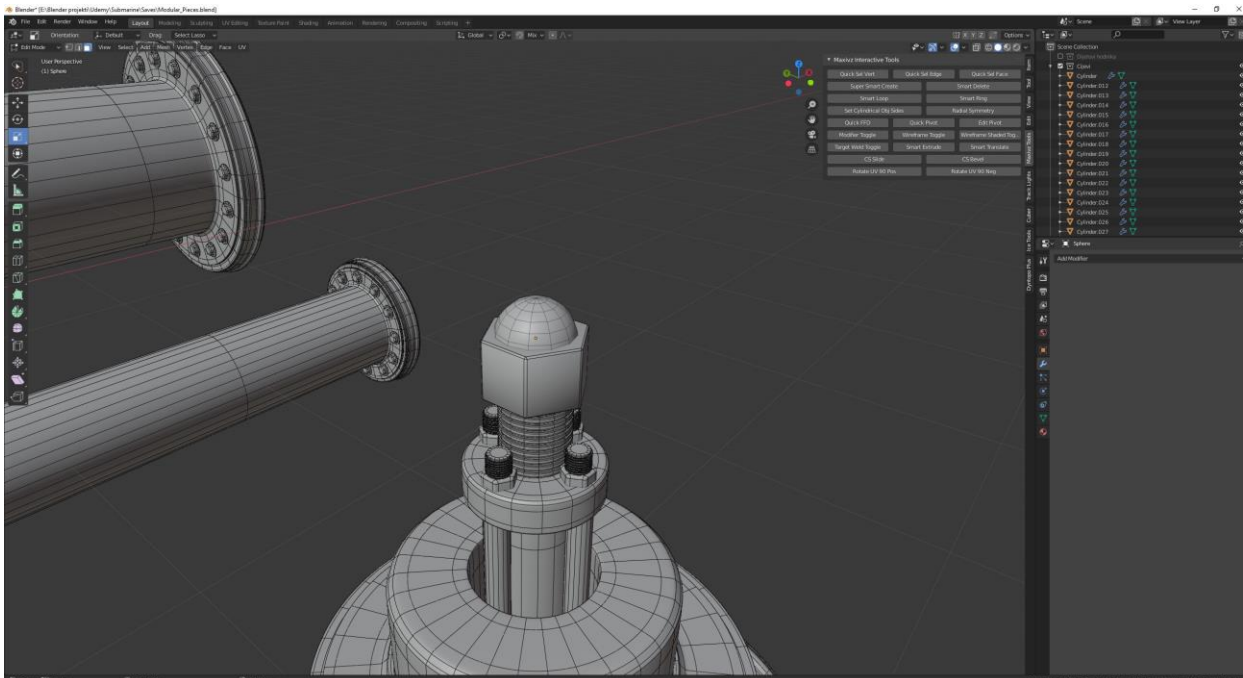 Blender* [E:\Blender projekti\Udemy\Submarine\Saves\Modular_Pieces.blend]
File Edit Render Window Help Layout Modeling Sculpting UV Editing Texture Paint Shading Animation Rendering Compositing Scripting + Scene View Layer
Orientation: Default Drag Select Lasso Global Mix X Y Z Options
Edit Mode View Select Add Mesh Vertex Edge Face UV
User Perspective
(1) Sphere
Maxivz Interactive Tools
Quick Sel Vert Quick Sel Edge Quick Sel Face
Super Smart Create Smart Delete
Smart Loop Smart Ring
Set Cylindrical Obj Sides Radial Symmetry
Quick FFD Quick Pivot Edit Pivot
Modifier Toggle Wireframe Toggle Wireframe Shaded Tog..
Target Weld Toggle Smart Extrude Smart Translate
CS Slide CS Bevel
Rotate UV 90 Pos Rotate UV 90 Neg
Item
Tool
View
Edit
Maxivz Tools
Track Lights
Cuber
Ice Tools
Dyntopo Plus
Scene Collection
Cijevi
Cylinder
Cylinder.012
Cylinder.013
Cylinder.014
Cylinder.015
Cylinder.016
Cylinder.017
Cylinder.018
Cylinder.019
Cylinder.020
Cylinder.021
Cylinder.022
Cylinder.023
Cylinder.024
Cylinder.025
Cylinder.026
Cylinder.027
Sphere
Add Modifier